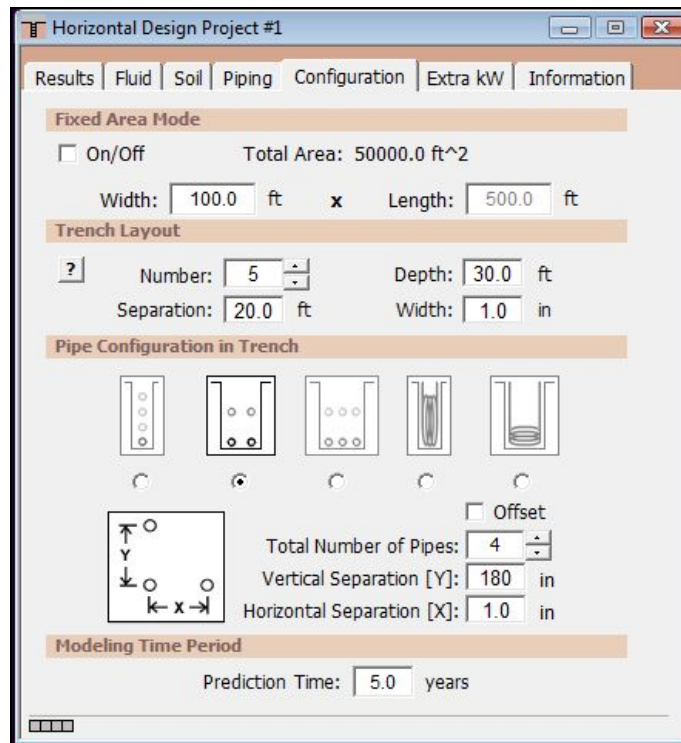 Horizontal Design Project #1
Results Fluid Soil Piping Configuration Extra kW Information
Fixed Area Mode
On/Off Total Area: 50000.0 ft^2
Width: 100.0 ft x Length: 500.0 ft
Trench Layout
? Number: 5 Depth: 30.0 ft
Separation: 20.0 ft Width: 1.0 in
Pipe Configuration in Trench
Offset
Y
X
Total Number of Pipes: 4
Vertical Separation [Y]: 180 in
Horizontal Separation [X]: 1.0 in
Modeling Time Period
Prediction Time: 5.0 years